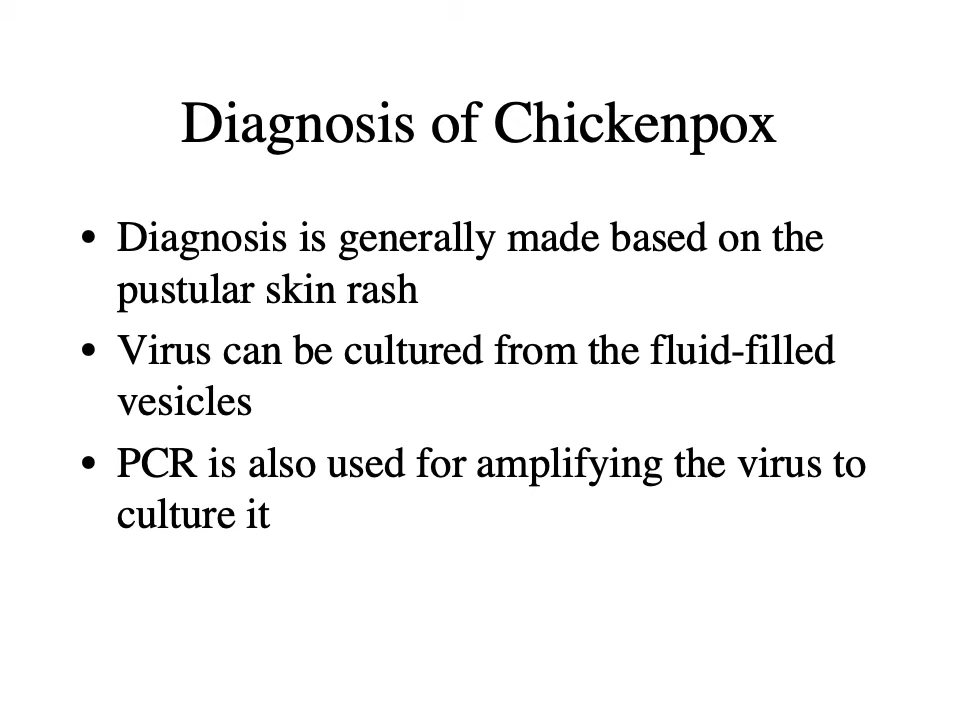 Diagnosis of Chickenpox
• Diagnosis is generally made based on the
pustular skin rash
• Virus can be cultured from the fluid-filled
vesicles
• PCR is also used for amplifying the virus to
culture it